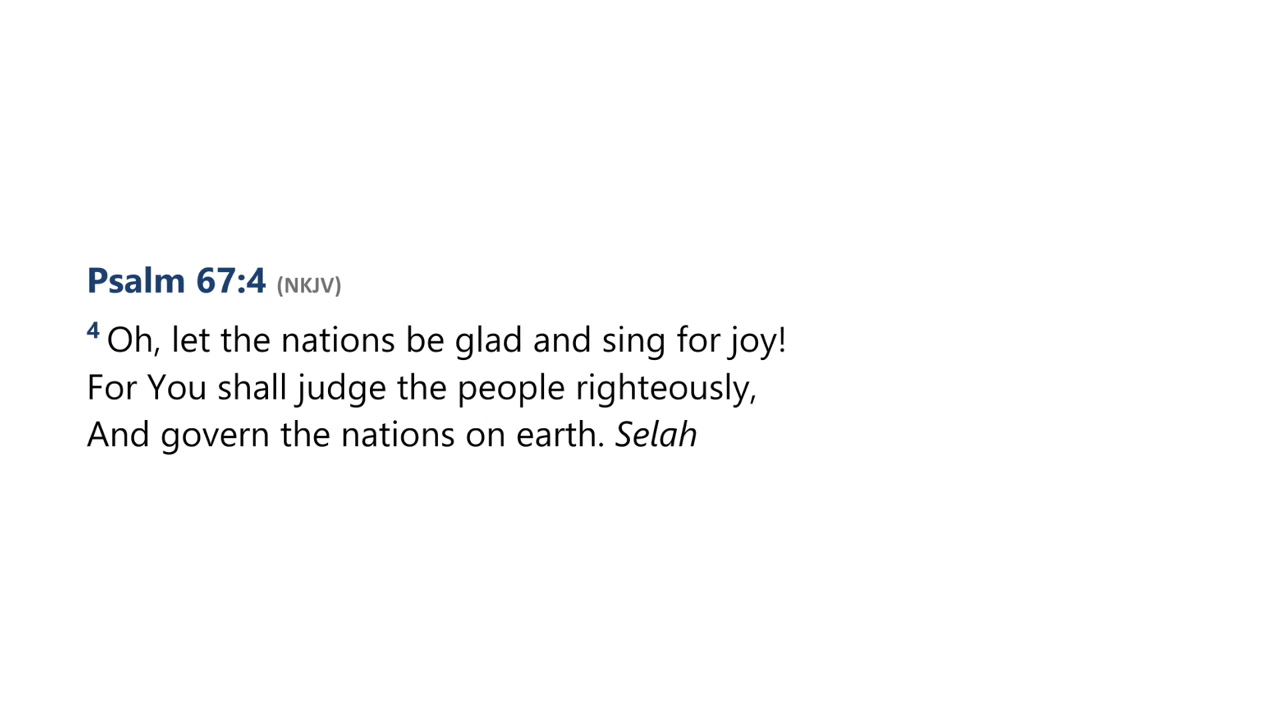 Psalm 67:4 (NKJV)
4 Oh, let the nations be glad and sing for joy!
For You shall judge the people righteously,
And govern the nations on earth. Selah